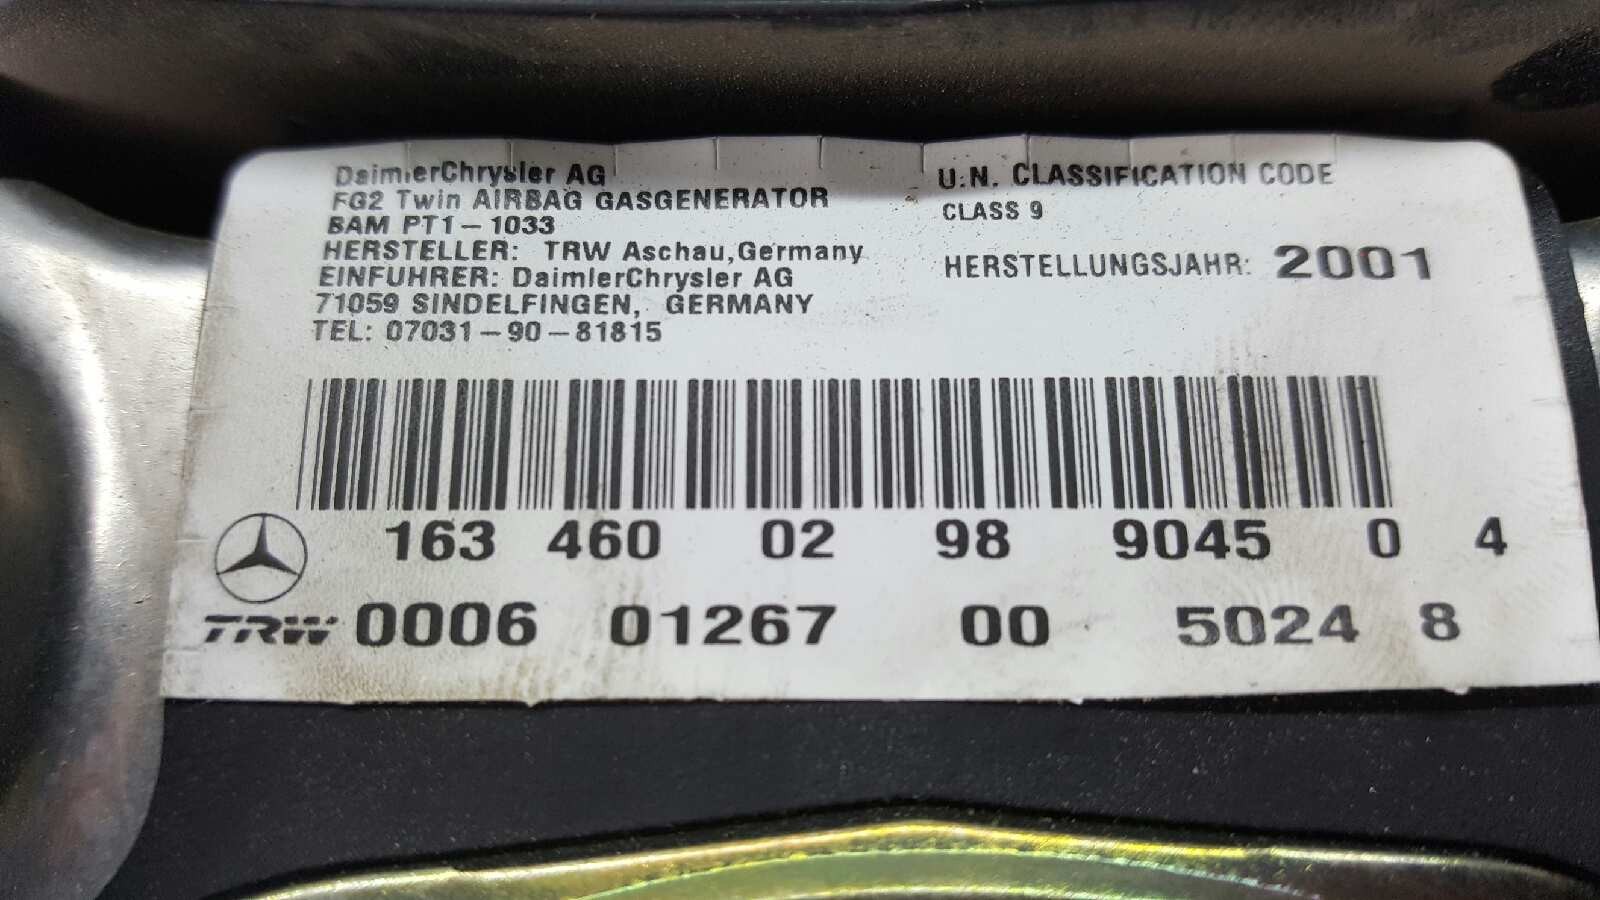 DaimlerChrysler AG
FG2 Twin AIRBAG GASGENERATOR
BAM PT1-1033
HERSTELLER: TRW Aschau, Germany
EINFUHRER: DaimlerChrysler AG
71059 SINDELFINGEN, GERMANY
TEL: 07031-90-81815
U.N. CLASSIFICATION CODE
CLASS 9
HERSTELLUNGSJAHR: 2001
163 460 02 98 9045 0 4
TRW 0006 01267 00 5024 8